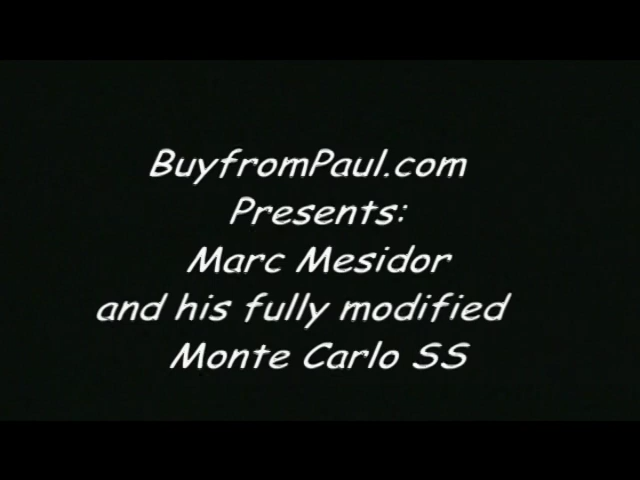 BuyfromPaul.com
Presents:
Marc Mesidor
and his fully modified
Monte Carlo SS